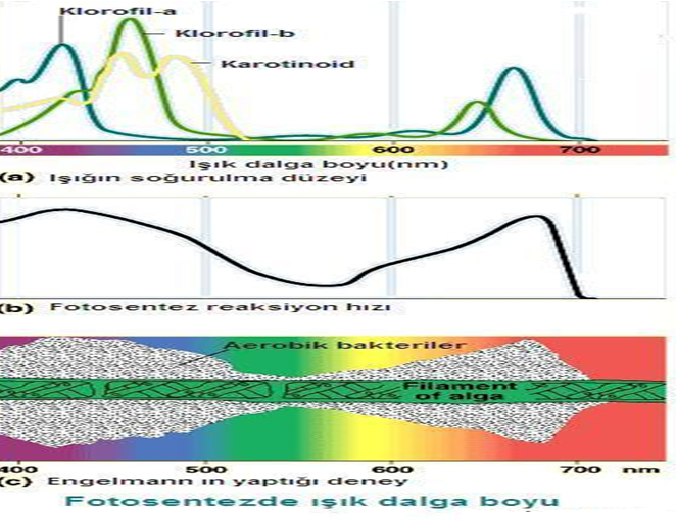 Klorofil-a
Klorofil-b
Karotinoid
400 500 600 700
Işık dalga boyu(nm)
(a) Işığın soğurulma düzeyi
(b) Fotosentez reaksiyon hızı
Aerobik bakteriler
Filament
of alga
400 500 600 700 nm
(c) Engelmann ın yaptığı deney
Fotosentezde ışık dalga boyu